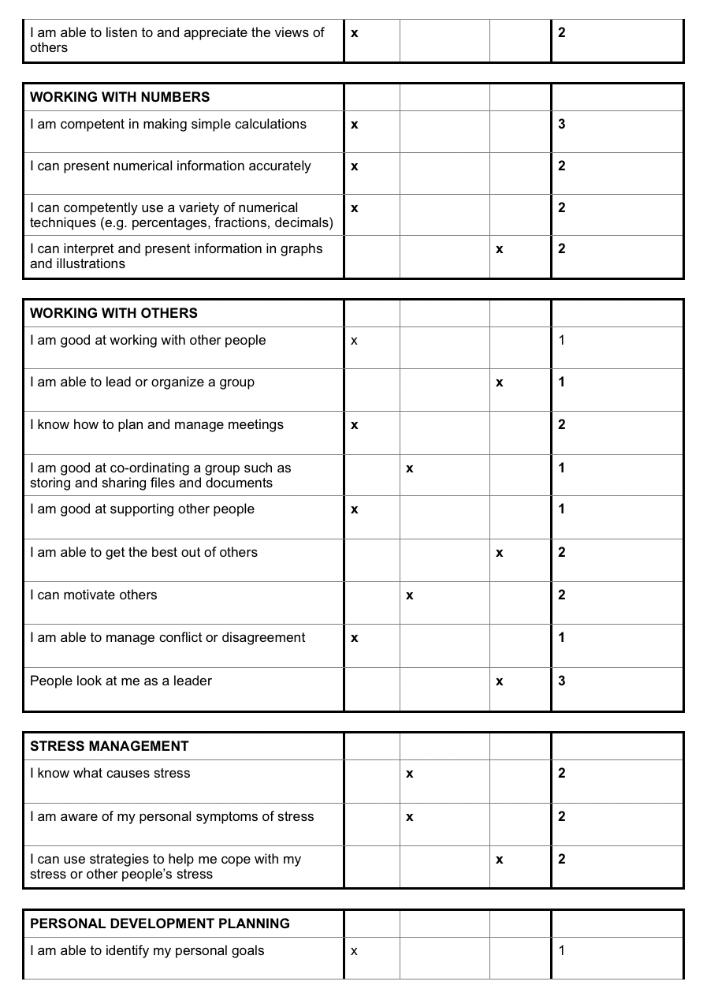 I am able to listen to and appreciate the views of x 2
others
WORKING WITH NUMBERS
I am competent in making simple calculations x 3
I can present numerical information accurately x 2
I can competently use a variety of numerical x 2
techniques (e.g. percentages, fractions, decimals)
I can interpret and present information in graphs x 2
and illustrations
WORKING WITH OTHERS
I am good at working with other people x 1
I am able to lead or organize a group x 1
I know how to plan and manage meetings x 2
I am good at co-ordinating a group such as x 1
storing and sharing files and documents
I am good at supporting other people x 1
I am able to get the best out of others x 2
I can motivate others x 2
I am able to manage conflict or disagreement x 1
People look at me as a leader x 3
STRESS MANAGEMENT
I know what causes stress x 2
I am aware of my personal symptoms of stress x 2
I can use strategies to help me cope with my x 2
stress or other people’s stress
PERSONAL DEVELOPMENT PLANNING
I am able to identify my personal goals x 1